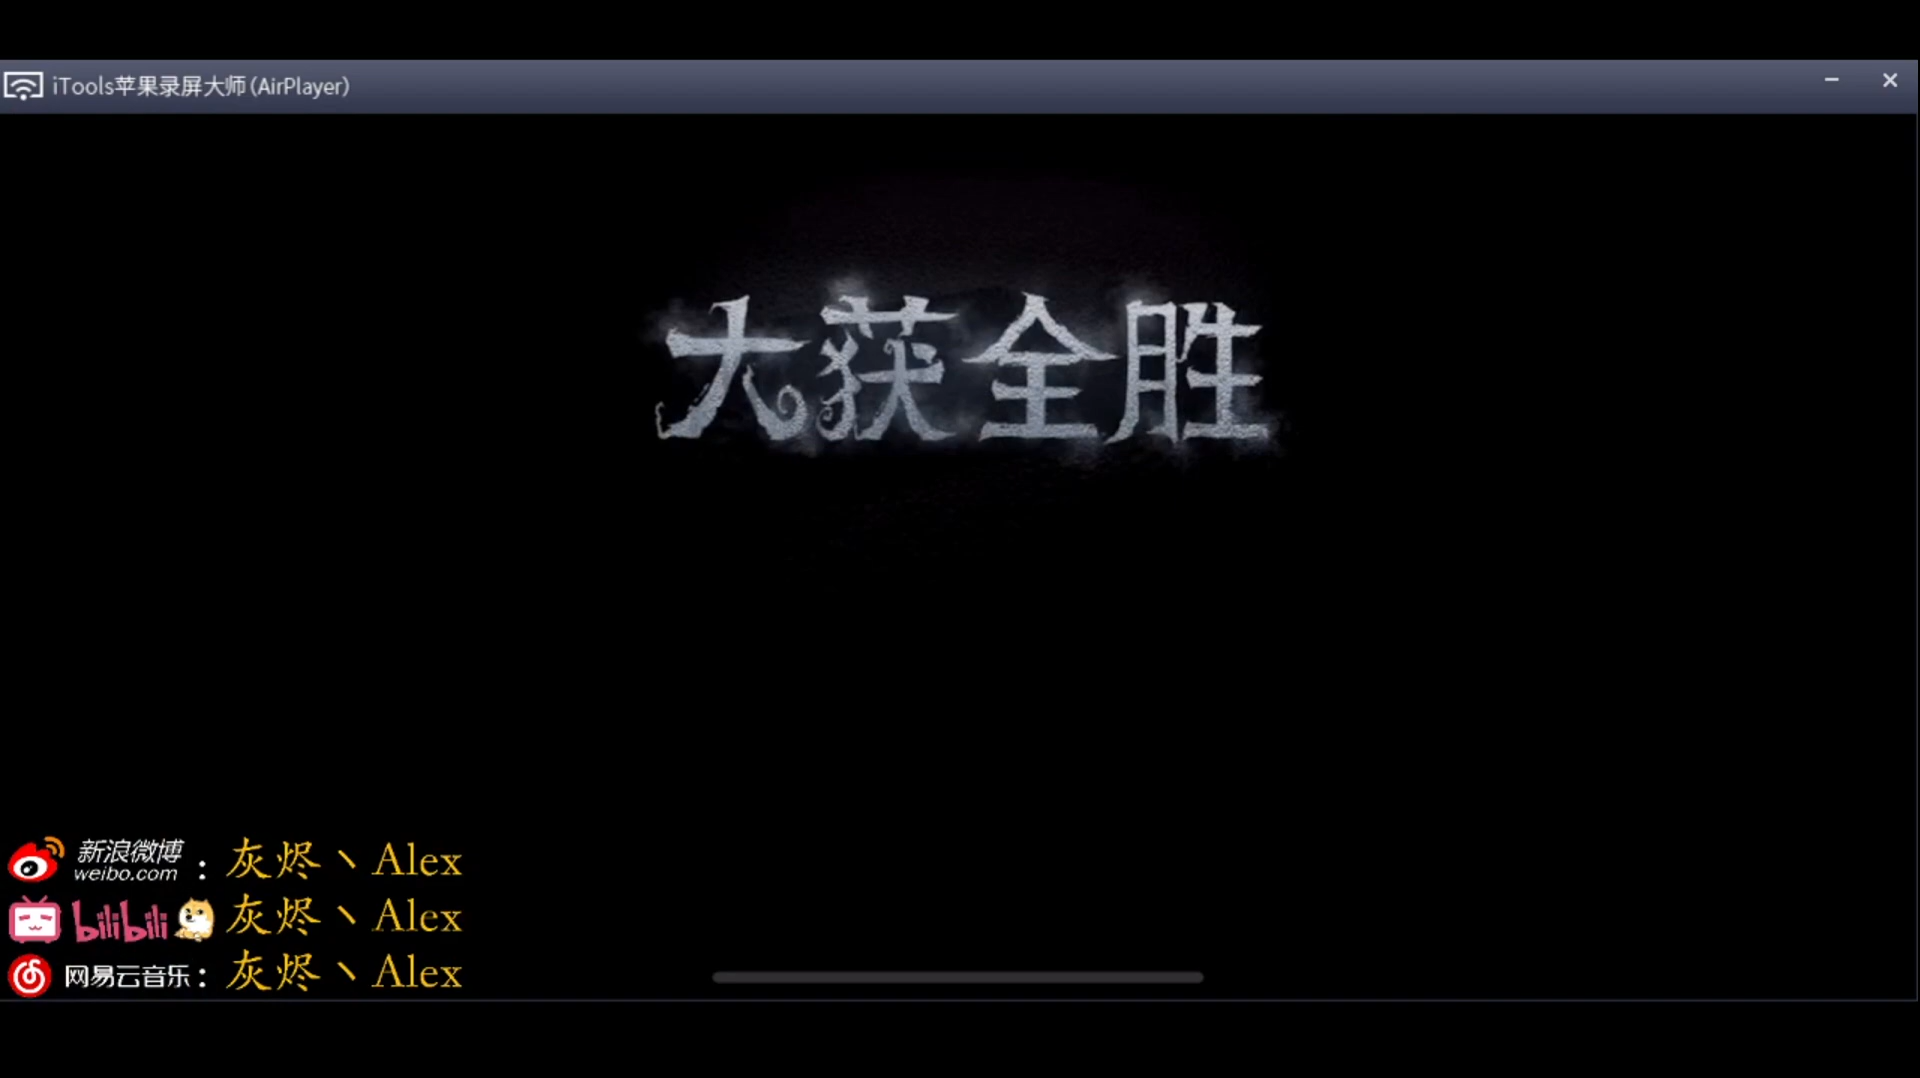 iTools苹果录屏大师(AirPlayer)
大获全胜
新浪微博
weibo.com : 灰烬丶Alex
bilibili 灰烬丶Alex
网易云音乐: 灰烬丶Alex